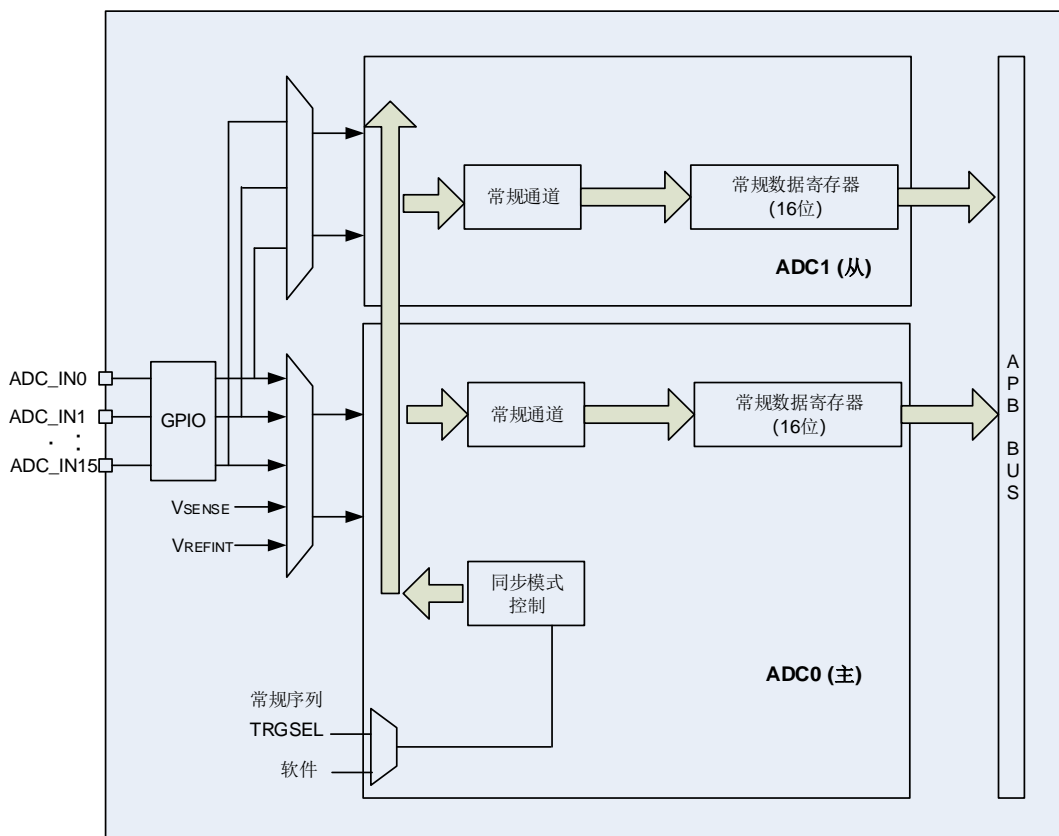 常规通道
常规数据寄存器
(16位)
ADC1 (从)
ADC_IN0
ADC_IN1
. .
. :
ADC_IN15
GPIO
VSENSE
VREFINT
常规通道
常规数据寄存器
(16位)
同步模式
控制
ADC0 (主)
常规序列
TRGSEL
软件
APB BUS